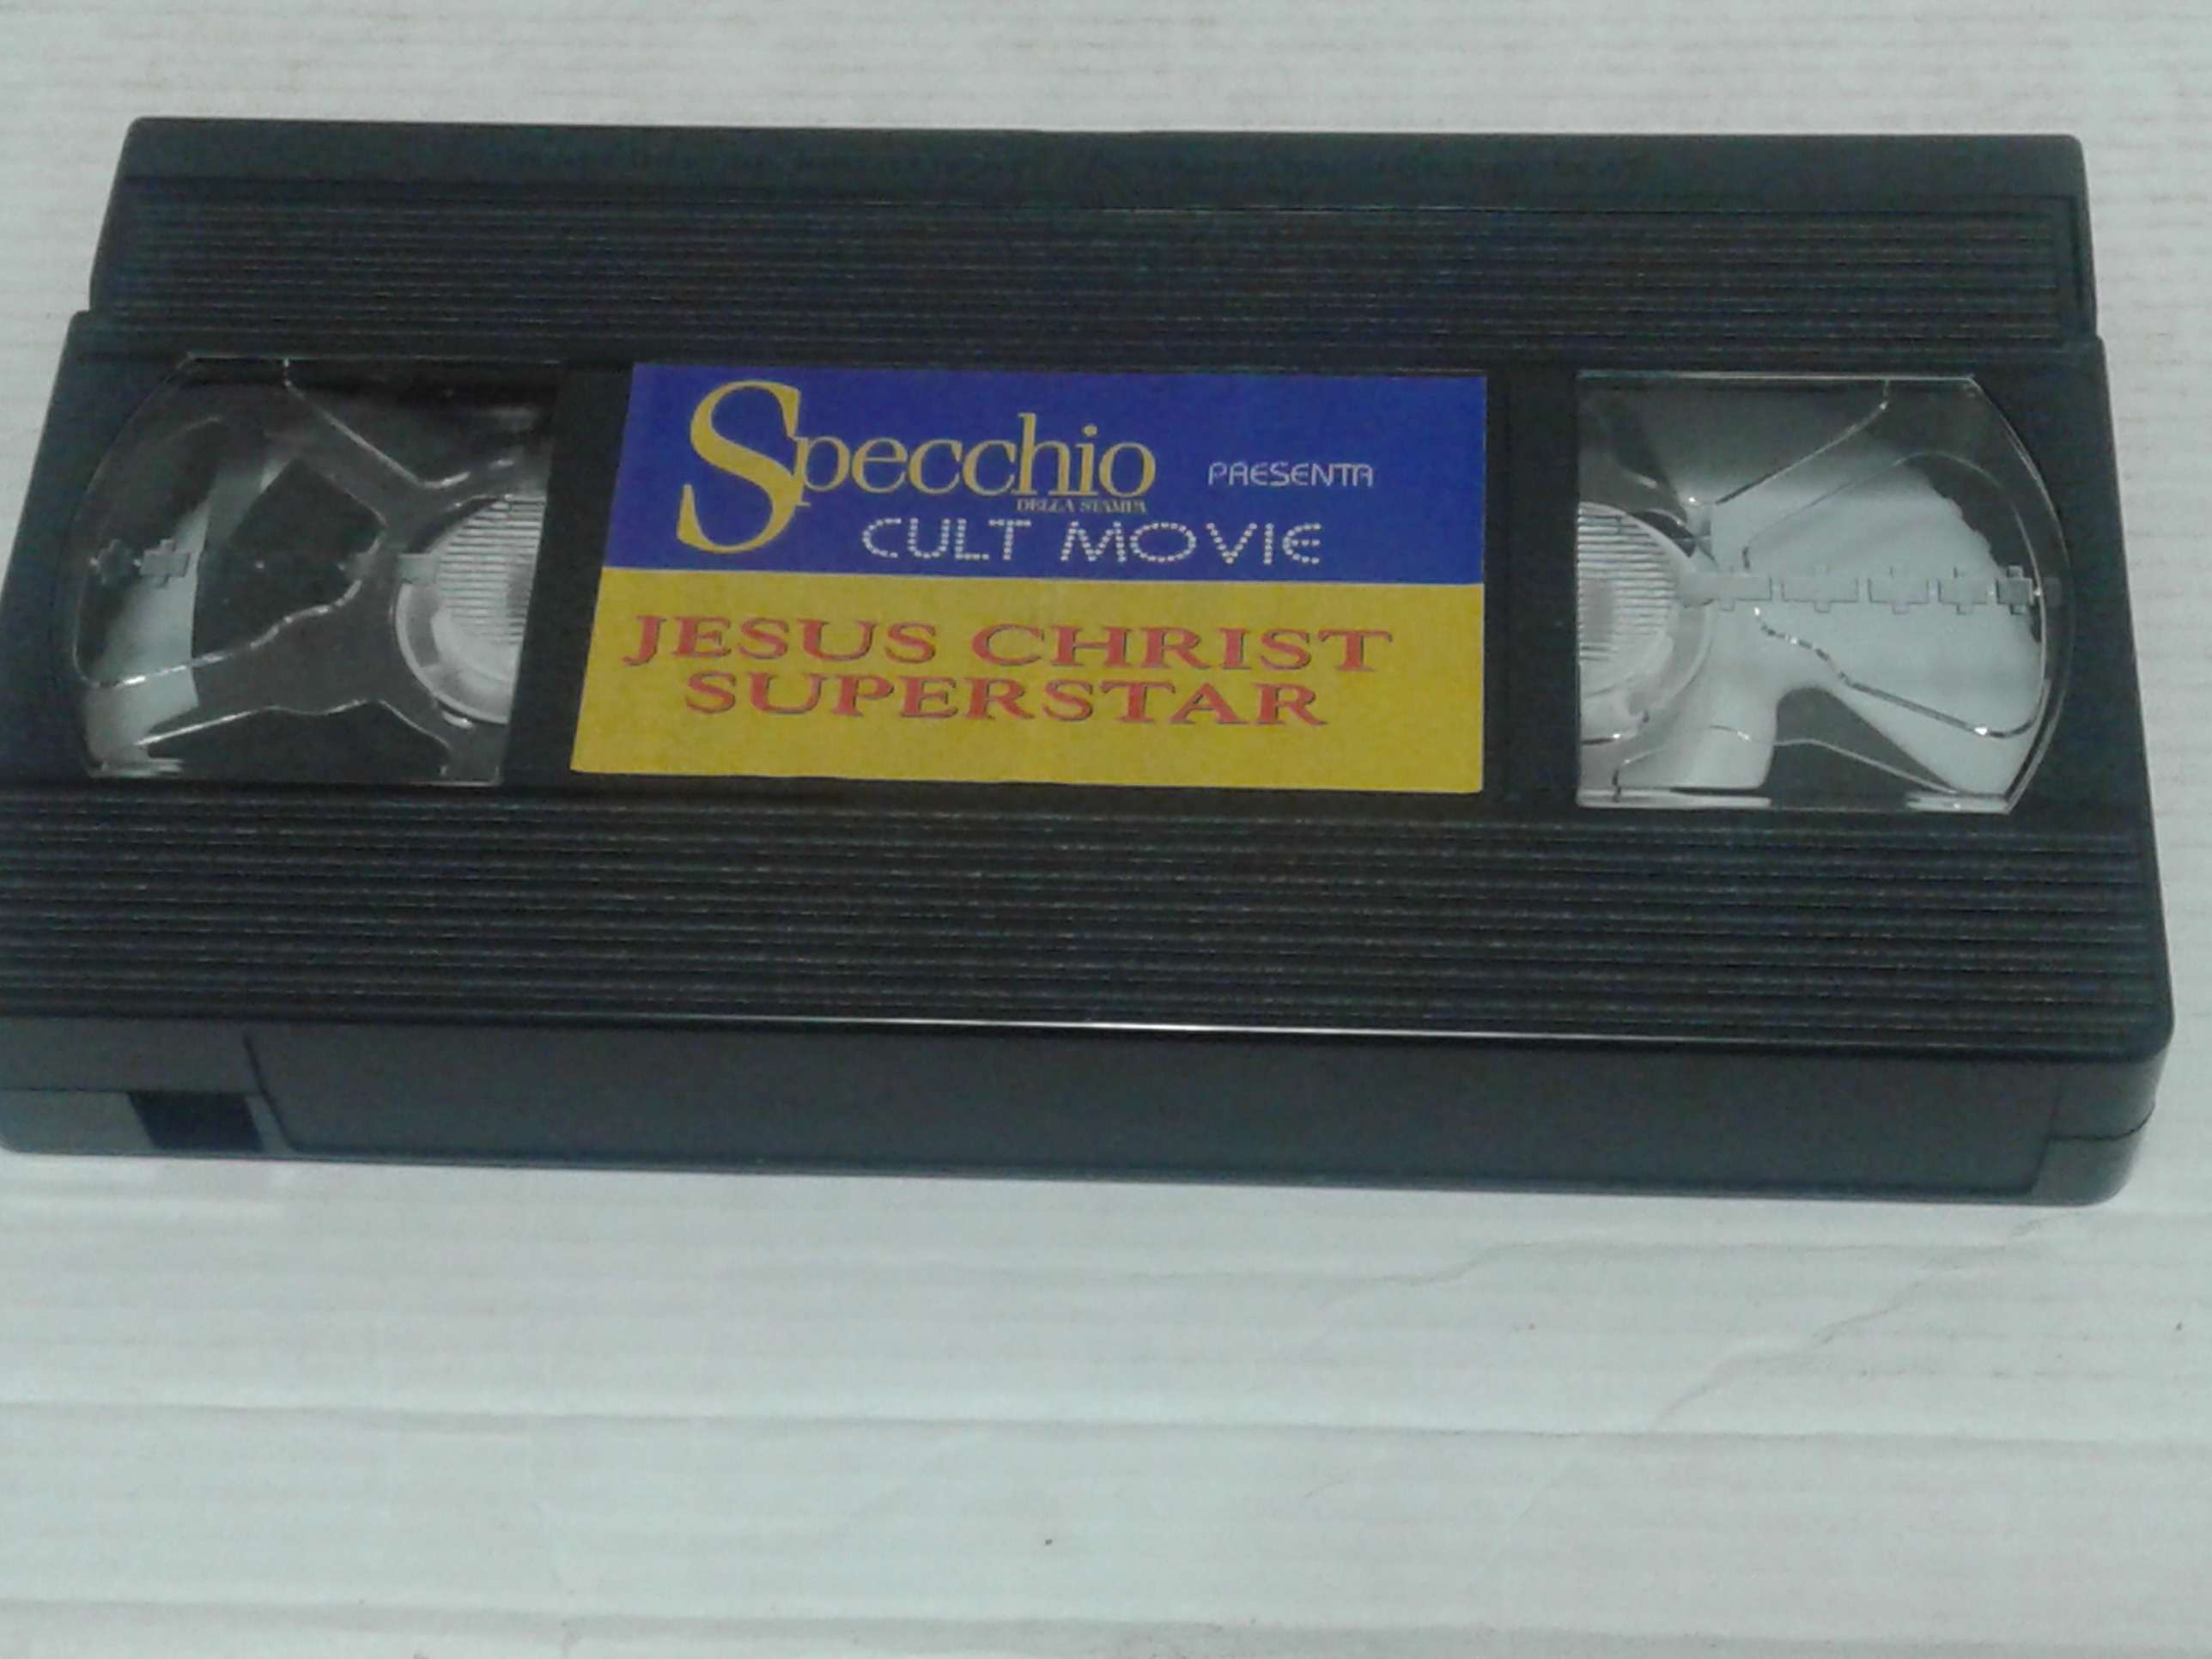 Specchio PRESENTA
DELLA STAMPA
CULT MOVIE
JESUS CHRIST
SUPERSTAR